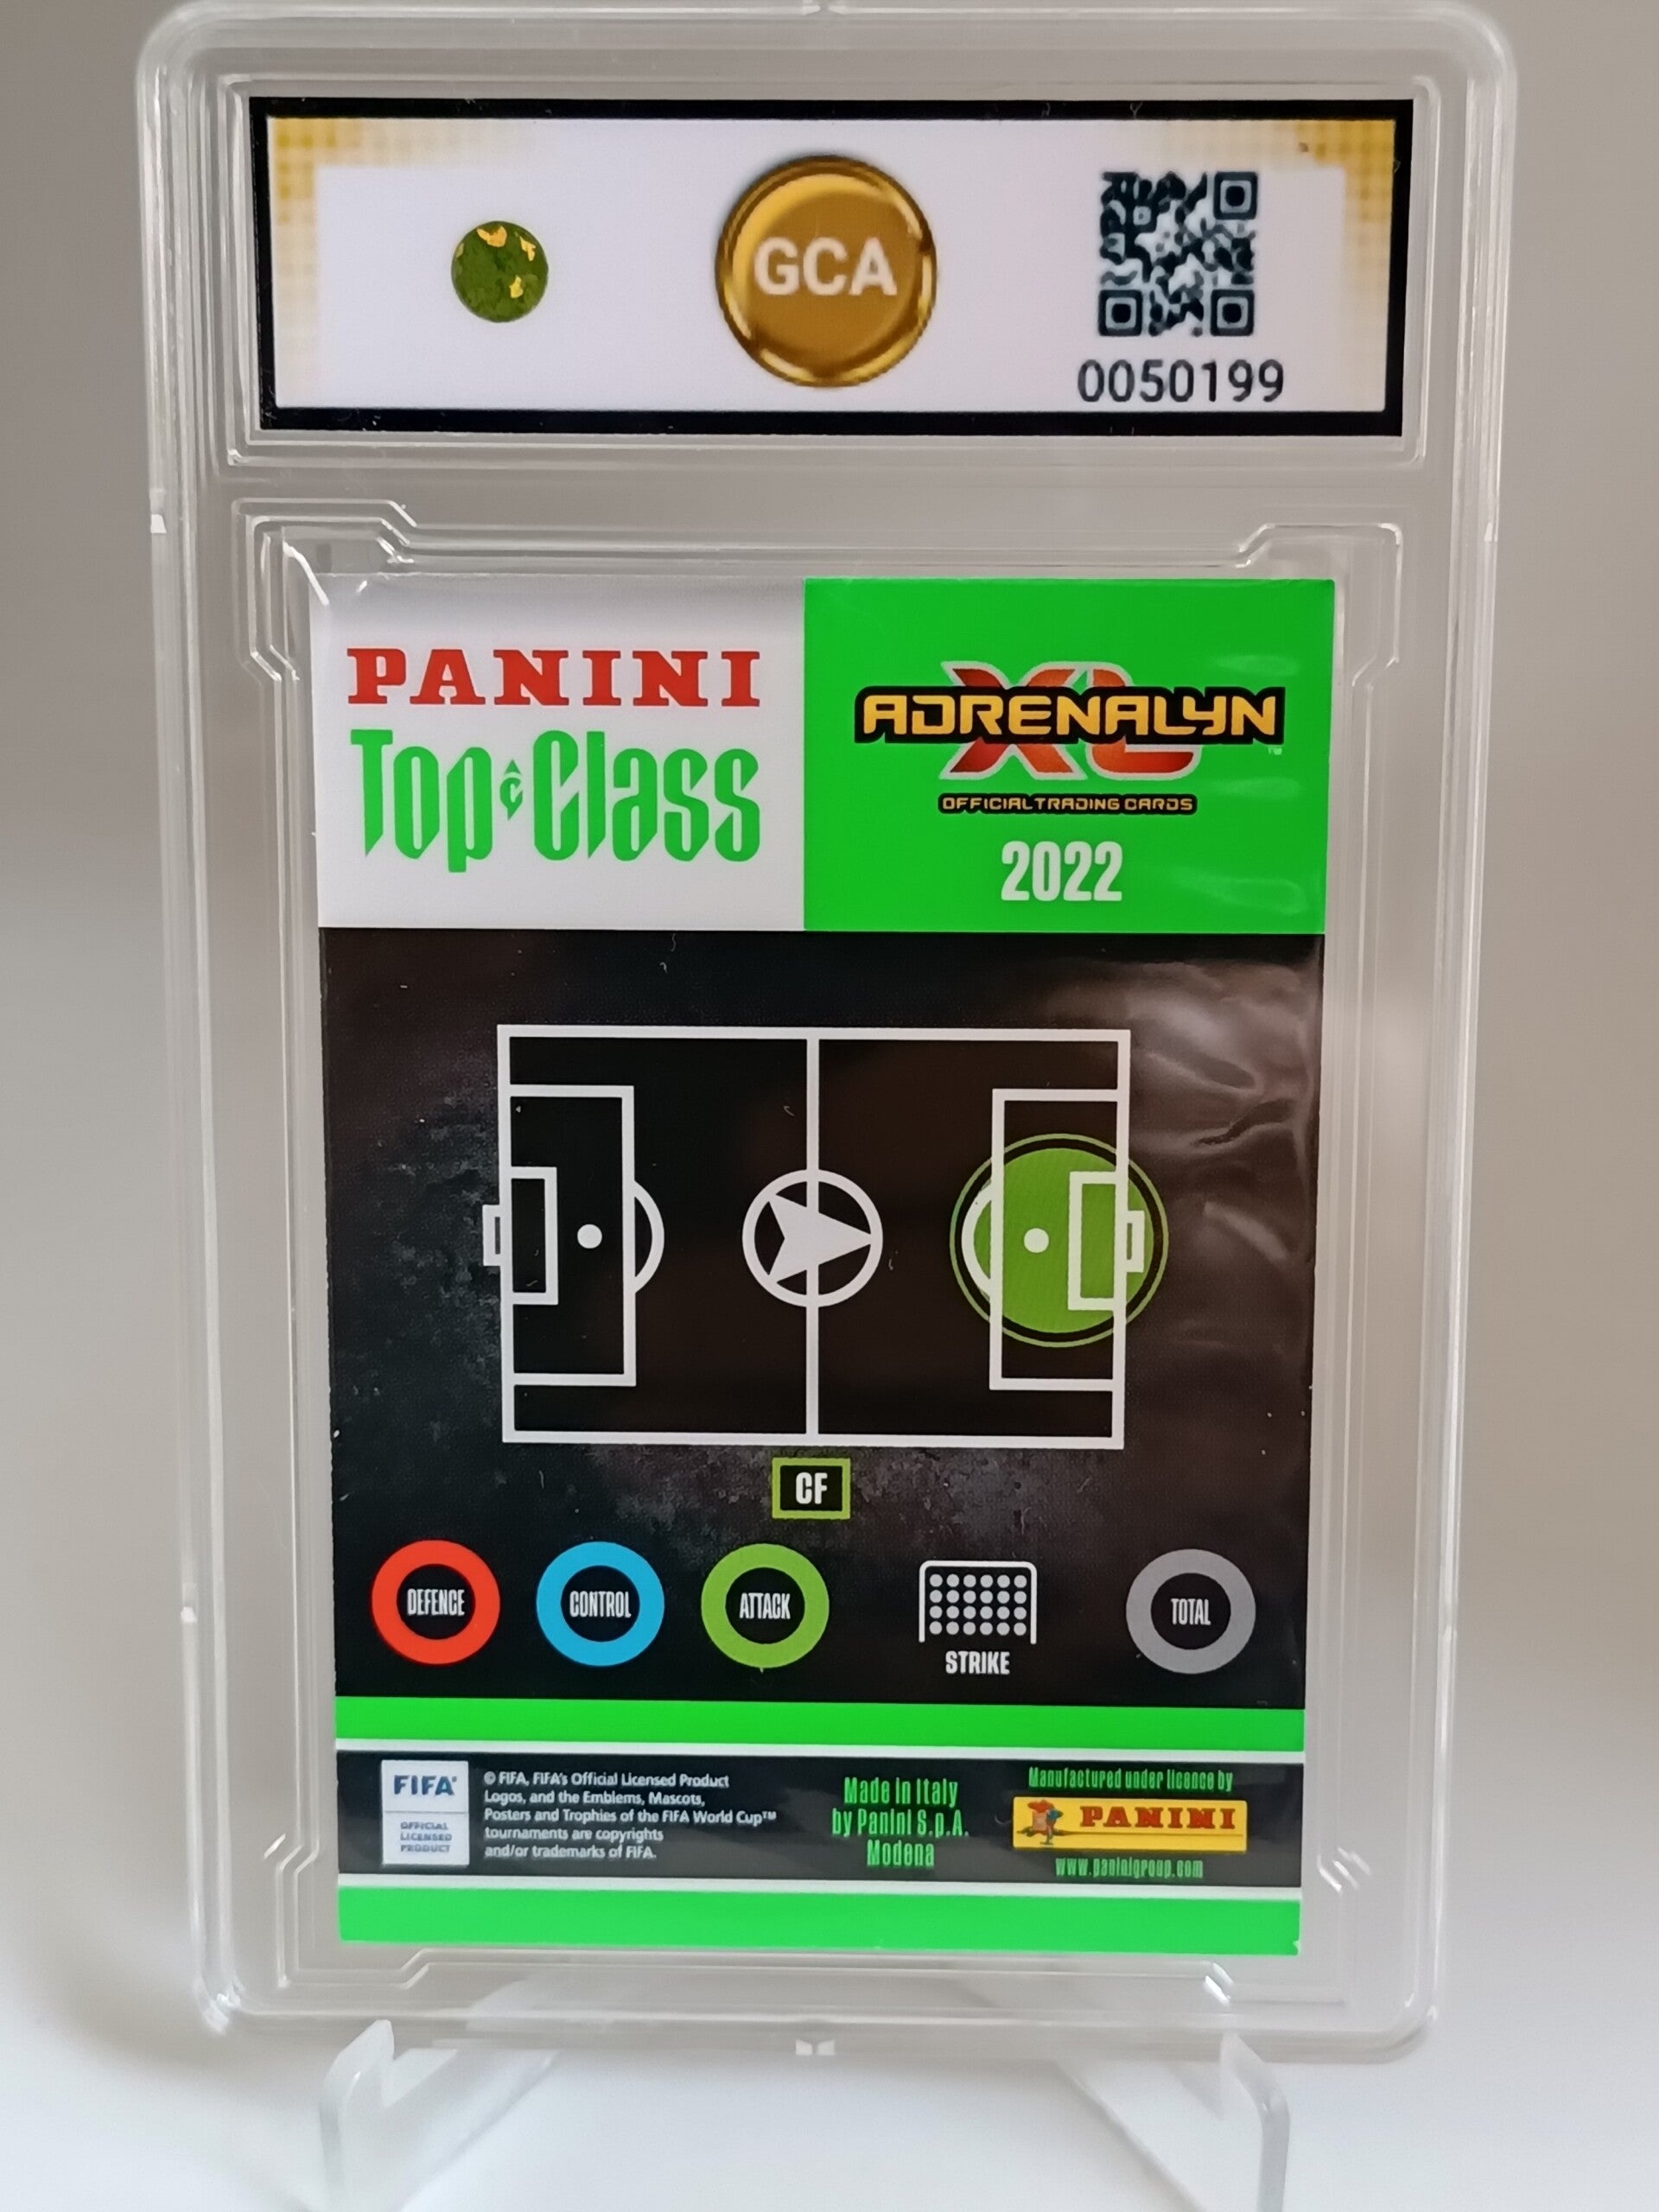 GCA
0050199
PANINI
Top Class
ADRENALYN
XL
™
OFFICIAL TRADING CARDS
2022
CF
DEFENCE
CONTROL
ATTACK
STRIKE
TOTAL
FIFA
OFFICIAL
LICENSED
PRODUCT
© FIFA, FIFA's Official Licensed Product
Logos, and the Emblems, Mascots,
Posters and Trophies of the FIFA World Cup™
tournaments are copyrights
and/or trademarks of FIFA.
Made in Italy
by Panini S.p.A.
Modena
Manufactured under licence by
PANINI
www.paninigroup.com